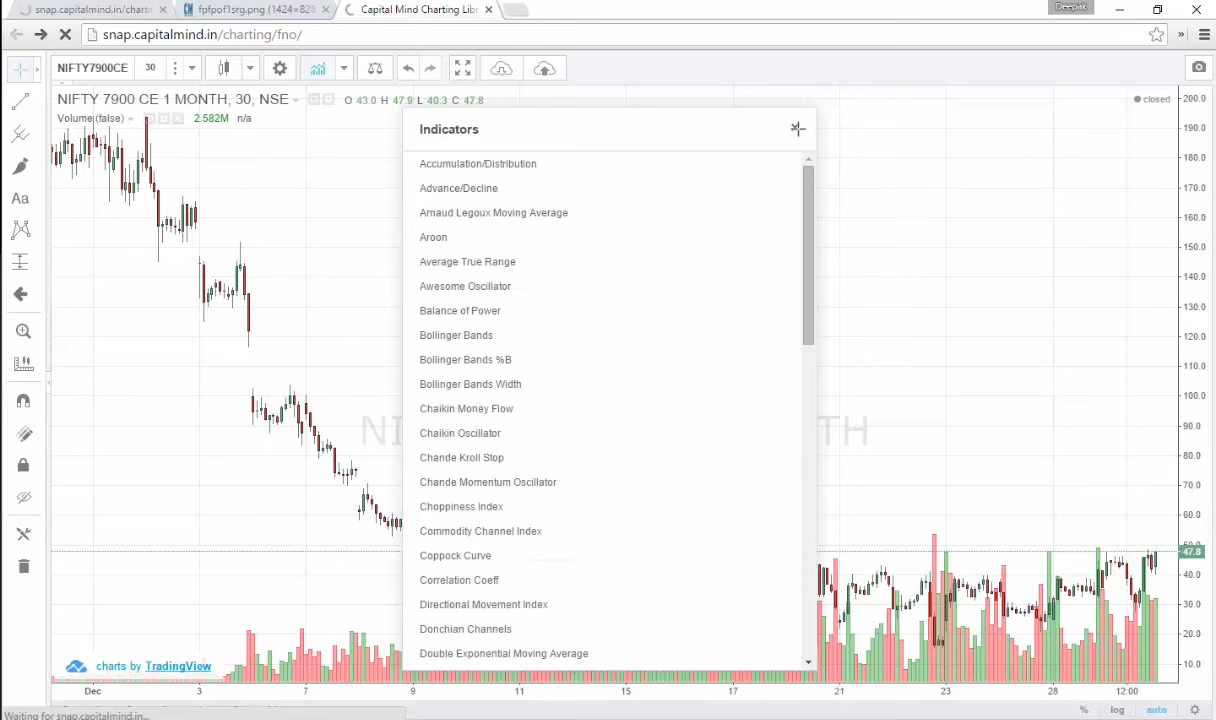 snap.capitalmind.in/charti
fpfpof1srg.png (1424×828
Capital Mind Charting Libr
Deepak
snap.capitalmind.in/charting/fno/
NIFTY7900CE 30
NIFTY 7900 CE 1 MONTH, 30, NSE O 43.0 H 47.9 L 40.3 C 47.8
closed
Volume (false) 2.582M n/a
Aa
Indicators
Accumulation/Distribution
Advance/Decline
Arnaud Legoux Moving Average
Aroon
Average True Range
Awesome Oscillator
Balance of Power
Bollinger Bands
Bollinger Bands %B
Bollinger Bands Width
Chaikin Money Flow
Chaikin Oscillator
Chande Kroll Stop
Chande Momentum Oscillator
Choppiness Index
Commodity Channel Index
Coppock Curve
Correlation Coeff
Directional Movement Index
Donchian Channels
Double Exponential Moving Average
200.0
190.0
180.0
170.0
160.0
150.0
140.0
130.0
120.0
110.0
100.0
90.0
80.0
70.0
60.0
47.8
40.0
30.0
20.0
10.0
NI
TH
charts by TradingView
Dec 3 7 9 11 15 17 21 23 28 12:00
% log auto
Waiting for snap.capitalmind.in...